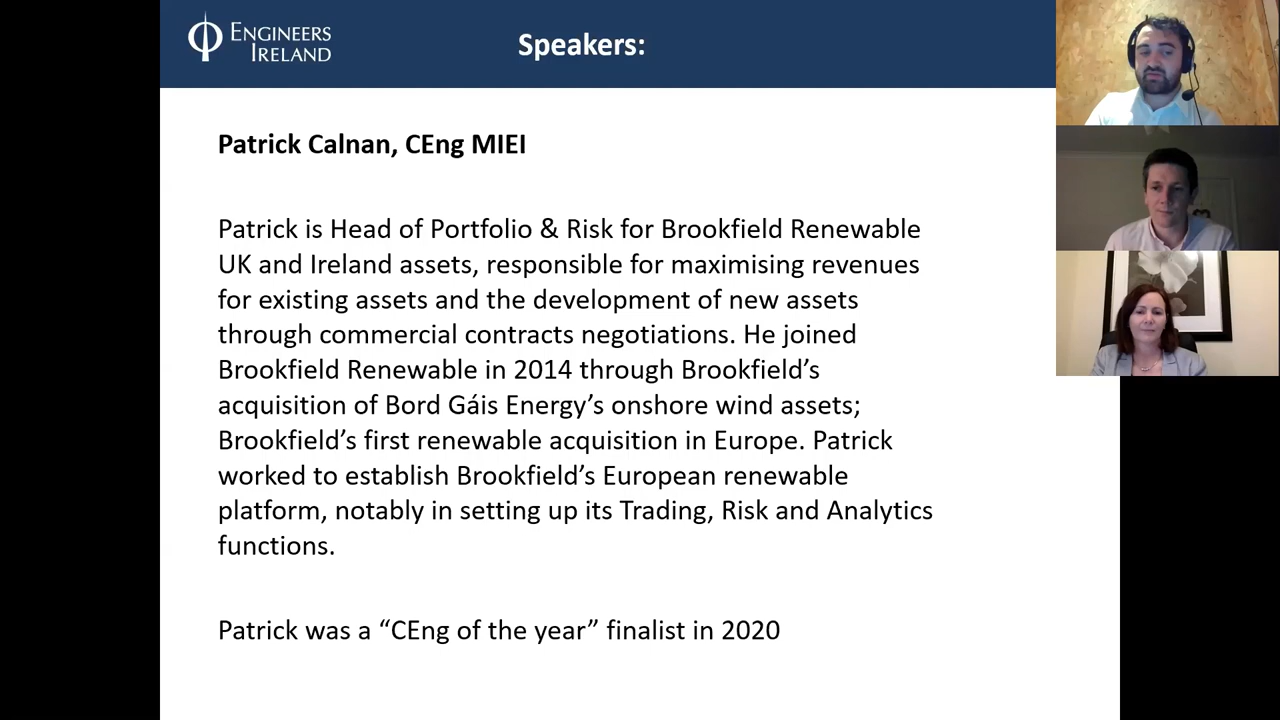 ENGINEERS
IRELAND
Speakers:
Patrick Calnan, CEng MIEI
Patrick is Head of Portfolio & Risk for Brookfield Renewable
UK and Ireland assets, responsible for maximising revenues
for existing assets and the development of new assets
through commercial contracts negotiations. He joined
Brookfield Renewable in 2014 through Brookfield’s
acquisition of Bord Gáis Energy’s onshore wind assets;
Brookfield’s first renewable acquisition in Europe. Patrick
worked to establish Brookfield’s European renewable
platform, notably in setting up its Trading, Risk and Analytics
functions.
Patrick was a “CEng of the year” finalist in 2020